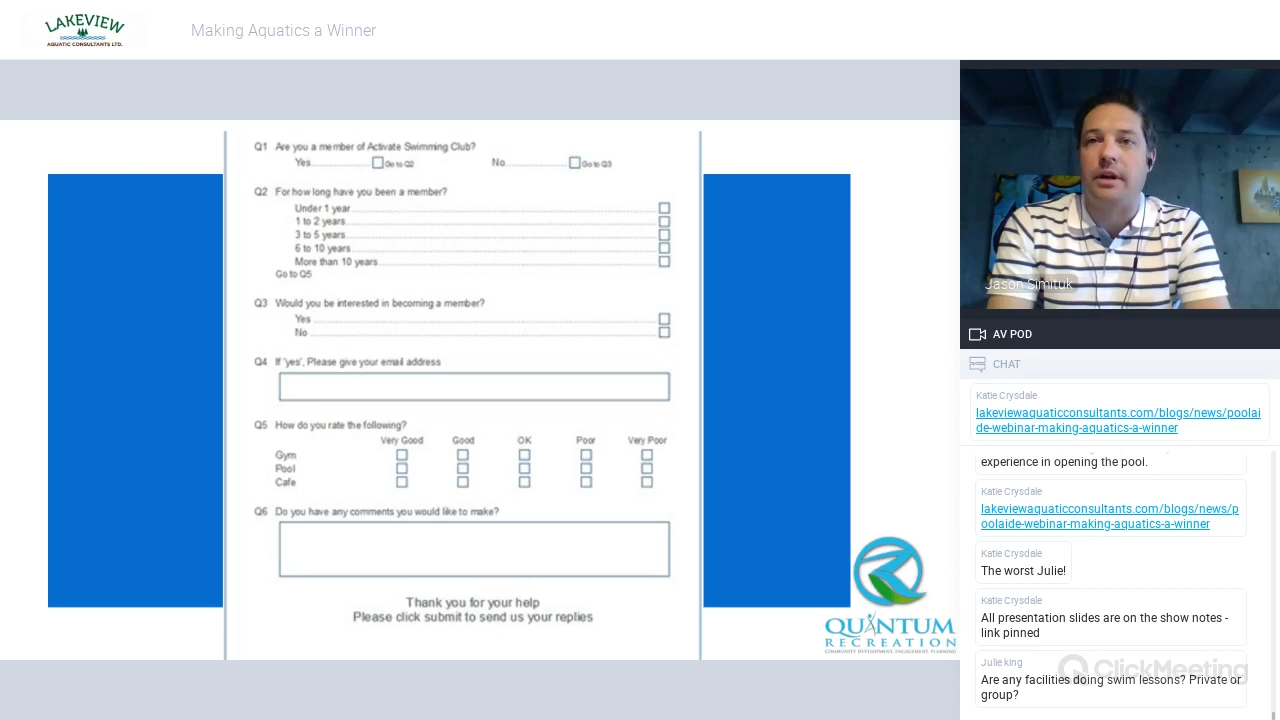 LAKEVIEW
AQUATIC CONSULTANTS LTD.
Making Aquatics a Winner
Q1 Are you a member of Activate Swimming Club?
Yes Go to Q2 No Go to Q3
Q2 For how long have you been a member?
Under 1 year
1 to 2 years
3 to 5 years
6 to 10 years
More than 10 years
Go to Q5
Q3 Would you be interested in becoming a member?
Yes
No
Q4 If 'yes', Please give your email address
Q5 How do you rate the following?
Very Good Good OK Poor Very Poor
Gym
Pool
Cafe
Q6 Do you have any comments you would like to make?
Thank you for your help
Please click submit to send us your replies
QUANTUM
RECREATION
COMMUNITY DEVELOPMENT, ENGAGEMENT, PLANNING
Jason Simituk
AV POD
CHAT
Katie Crysdale
lakeviewaquaticconsultants.com/blogs/news/poolai
de-webinar-making-aquatics-a-winner
experience in opening the pool.
Katie Crysdale
lakeviewaquaticconsultants.com/blogs/news/p
oolaide-webinar-making-aquatics-a-winner
Katie Crysdale
The worst Julie!
Katie Crysdale
All presentation slides are on the show notes -
link pinned
Julie king
ClickMeeting
Are any facilities doing swim lessons? Private or
group?